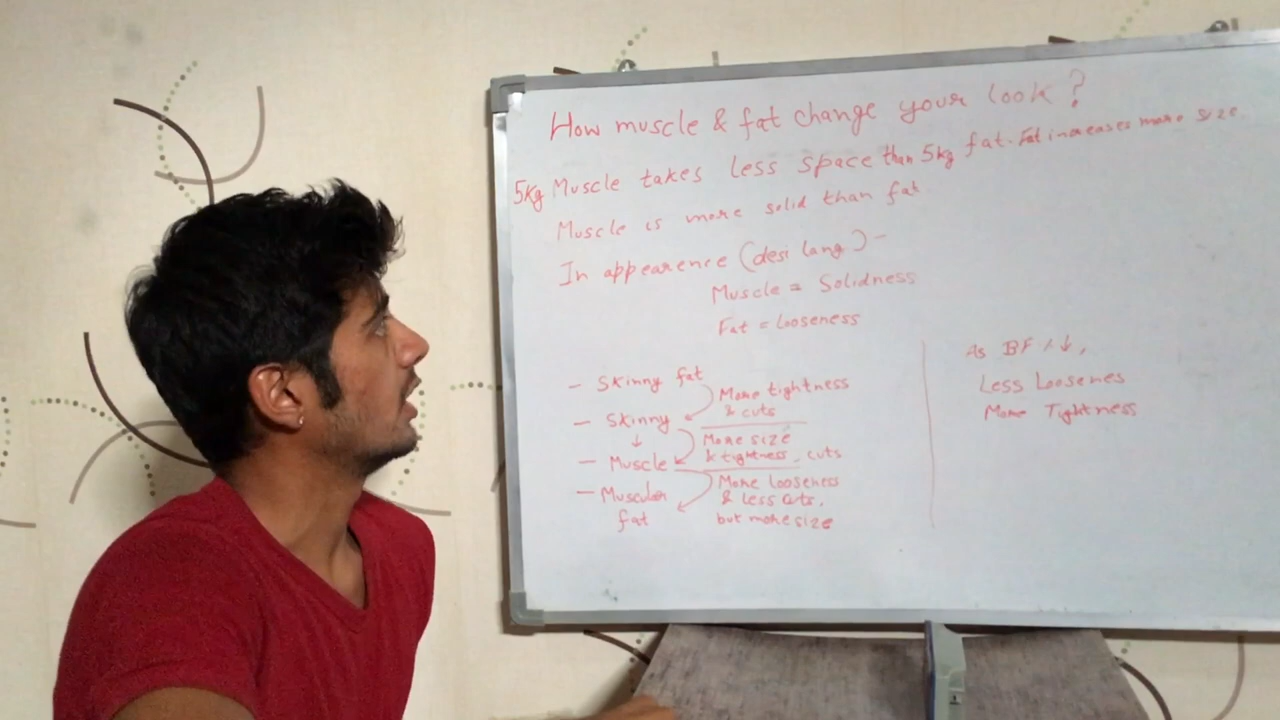 How muscle & fat change your look?
5kg Muscle takes less space than 5kg fat. Fat increases more size.
Muscle is more solid than fat
In appearence (desi lang) -
Muscle = Solidness
Fat = Looseness
- Skinny fat
More tightness
& cuts
- Skinny
↓
More size
& tightness, cuts
- Muscle
More looseness
& less cuts,
but more size
- Muscular
fat
As BF ↓,
Less Loosenes
More Tightness